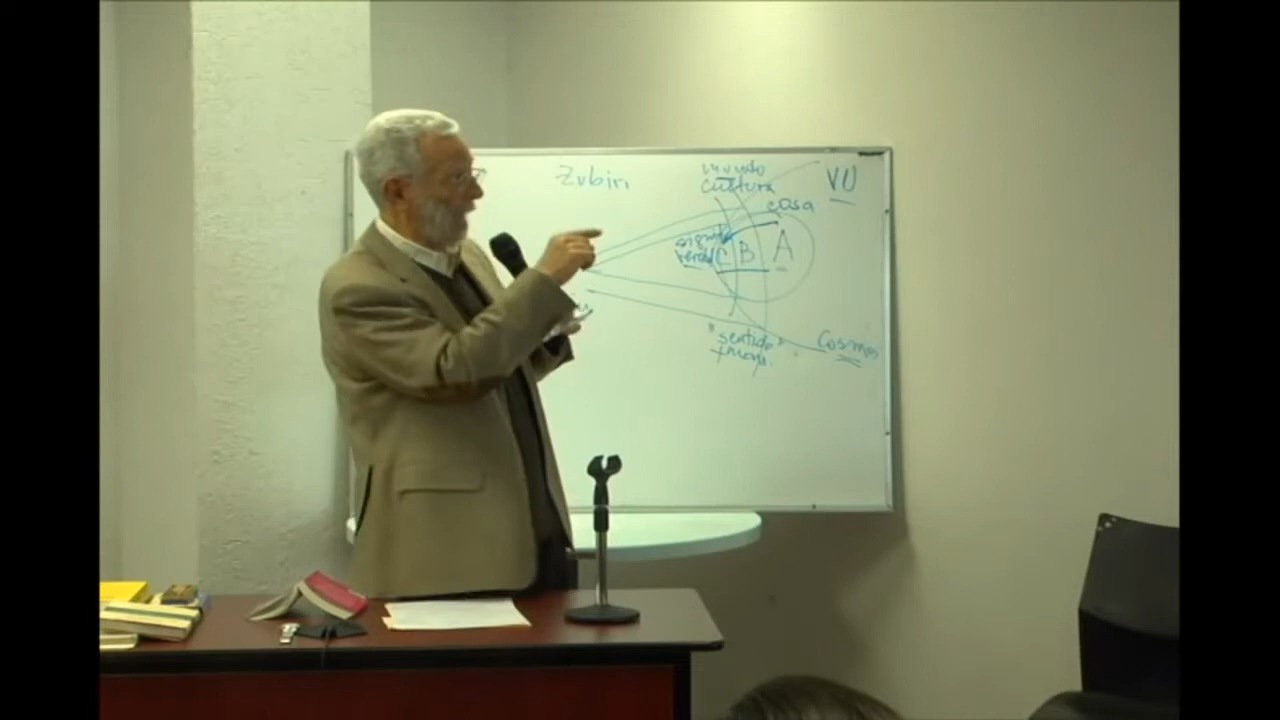 Zubiri
mundo
cultura
VU
cosa
C B A
"sentido"
Cosmos